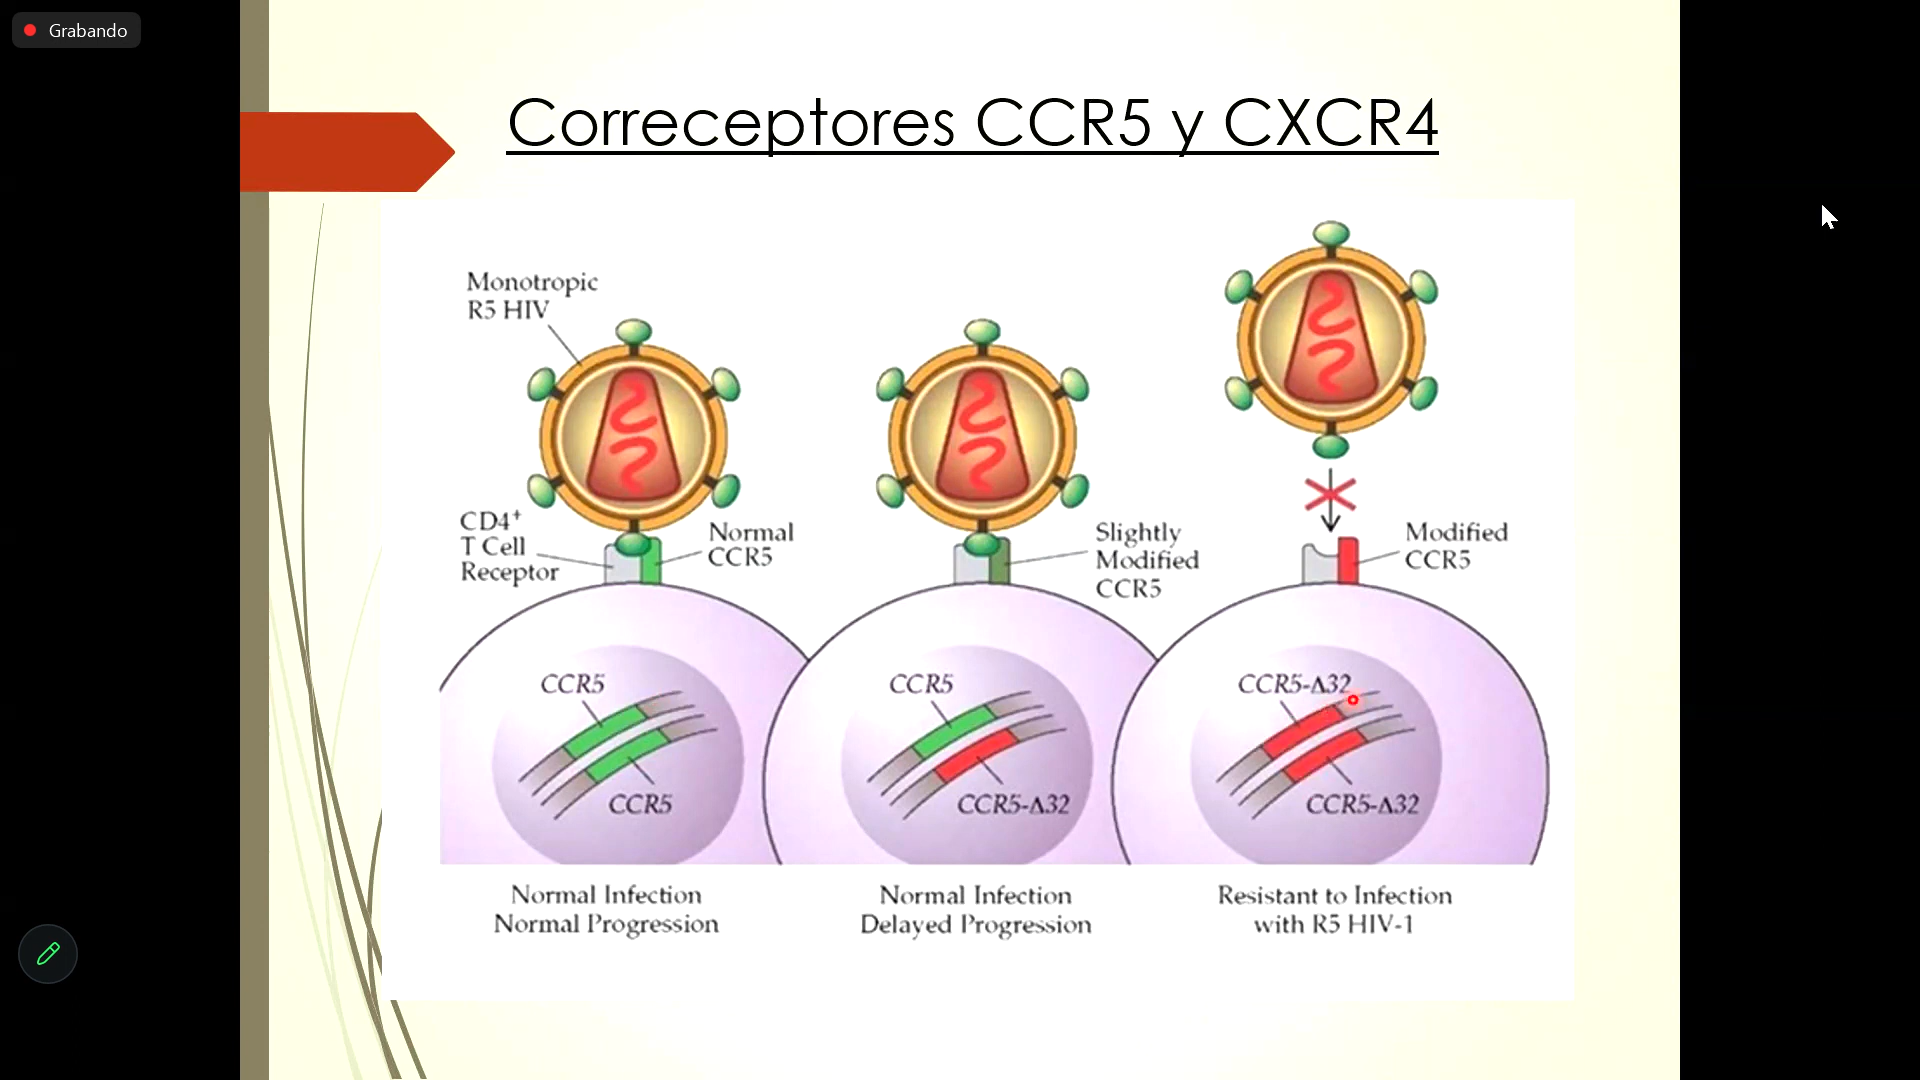 Grabando
Correceptores CCR5 y CXCR4
Monotropic
R5 HIV
CD4⁺
T Cell
Receptor
Normal
CCR5
Slightly
Modified
CCR5
Modified
CCR5
CCR5
CCR5
CCR5
CCR5-Δ32
CCR5-Δ32
CCR5-Δ32
Normal Infection
Normal Progression
Normal Infection
Delayed Progression
Resistant to Infection
with R5 HIV-1